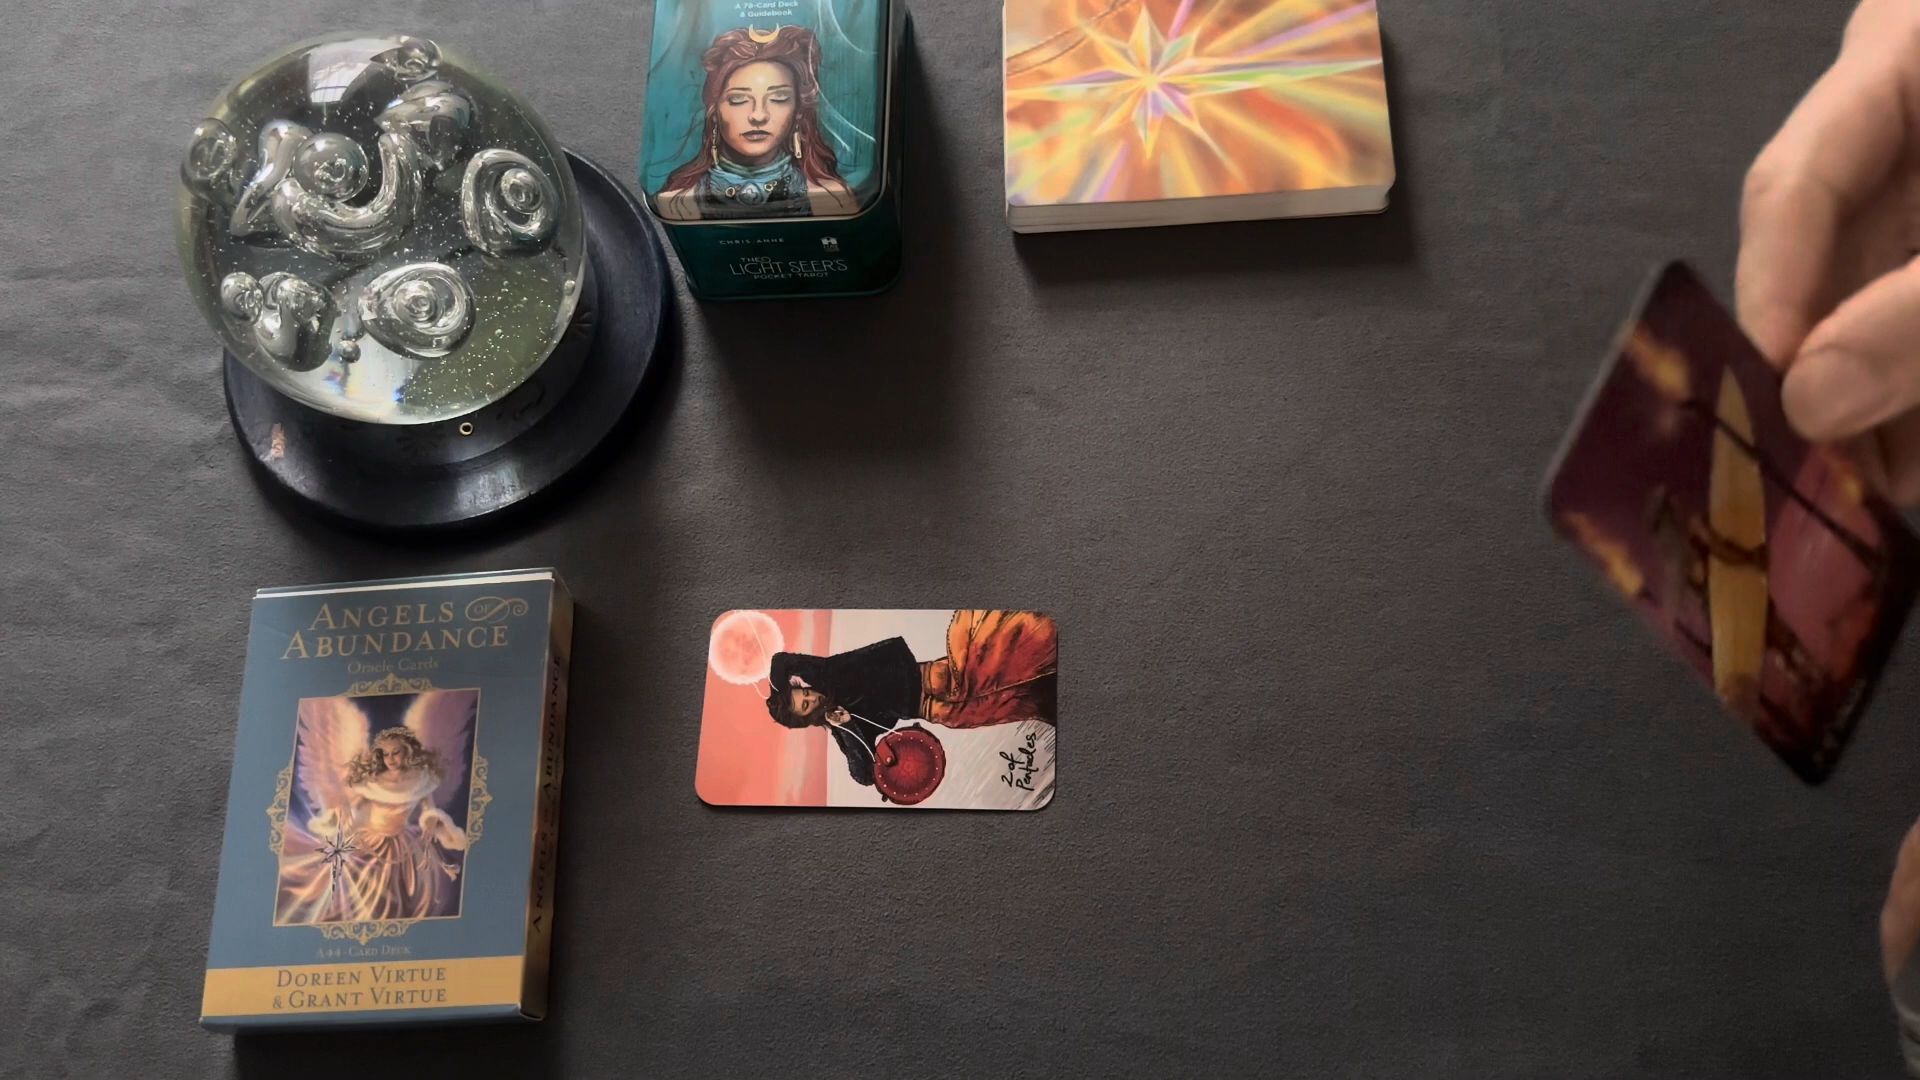 A 78-Card Deck
& Guidebook
CHRIS-ANNE
THE
LIGHT SEER'S
POCKET TAROT
ANGELS OF
ABUNDANCE
Oracle Cards
A 44-CARD DECK
DOREEN VIRTUE
& GRANT VIRTUE
ANGELS OF ABUNDANCE
2 of
Pentacles